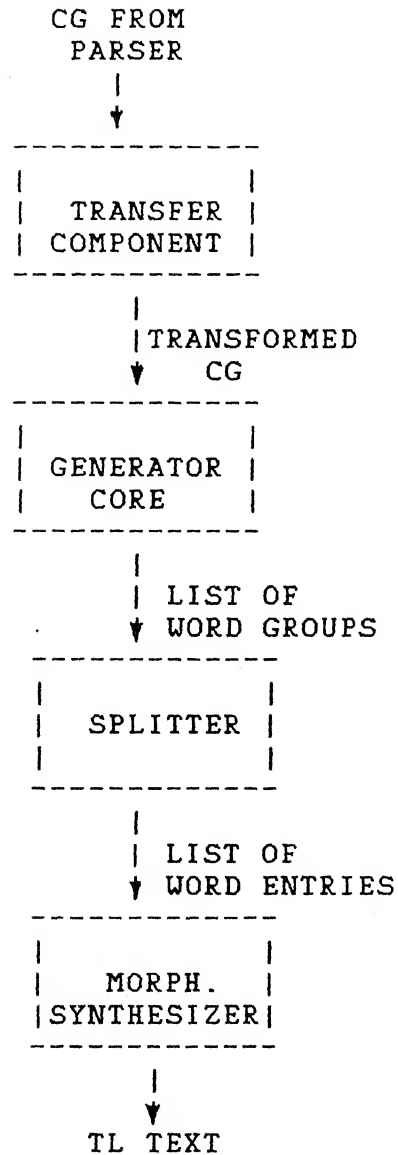 CG FROM
PARSER
TRANSFER
COMPONENT
TRANSFORMED
CG
GENERATOR
CORE
LIST OF
WORD GROUPS
SPLITTER
LIST OF
WORD ENTRIES
MORPH.
SYNTHESIZER
TL TEXT